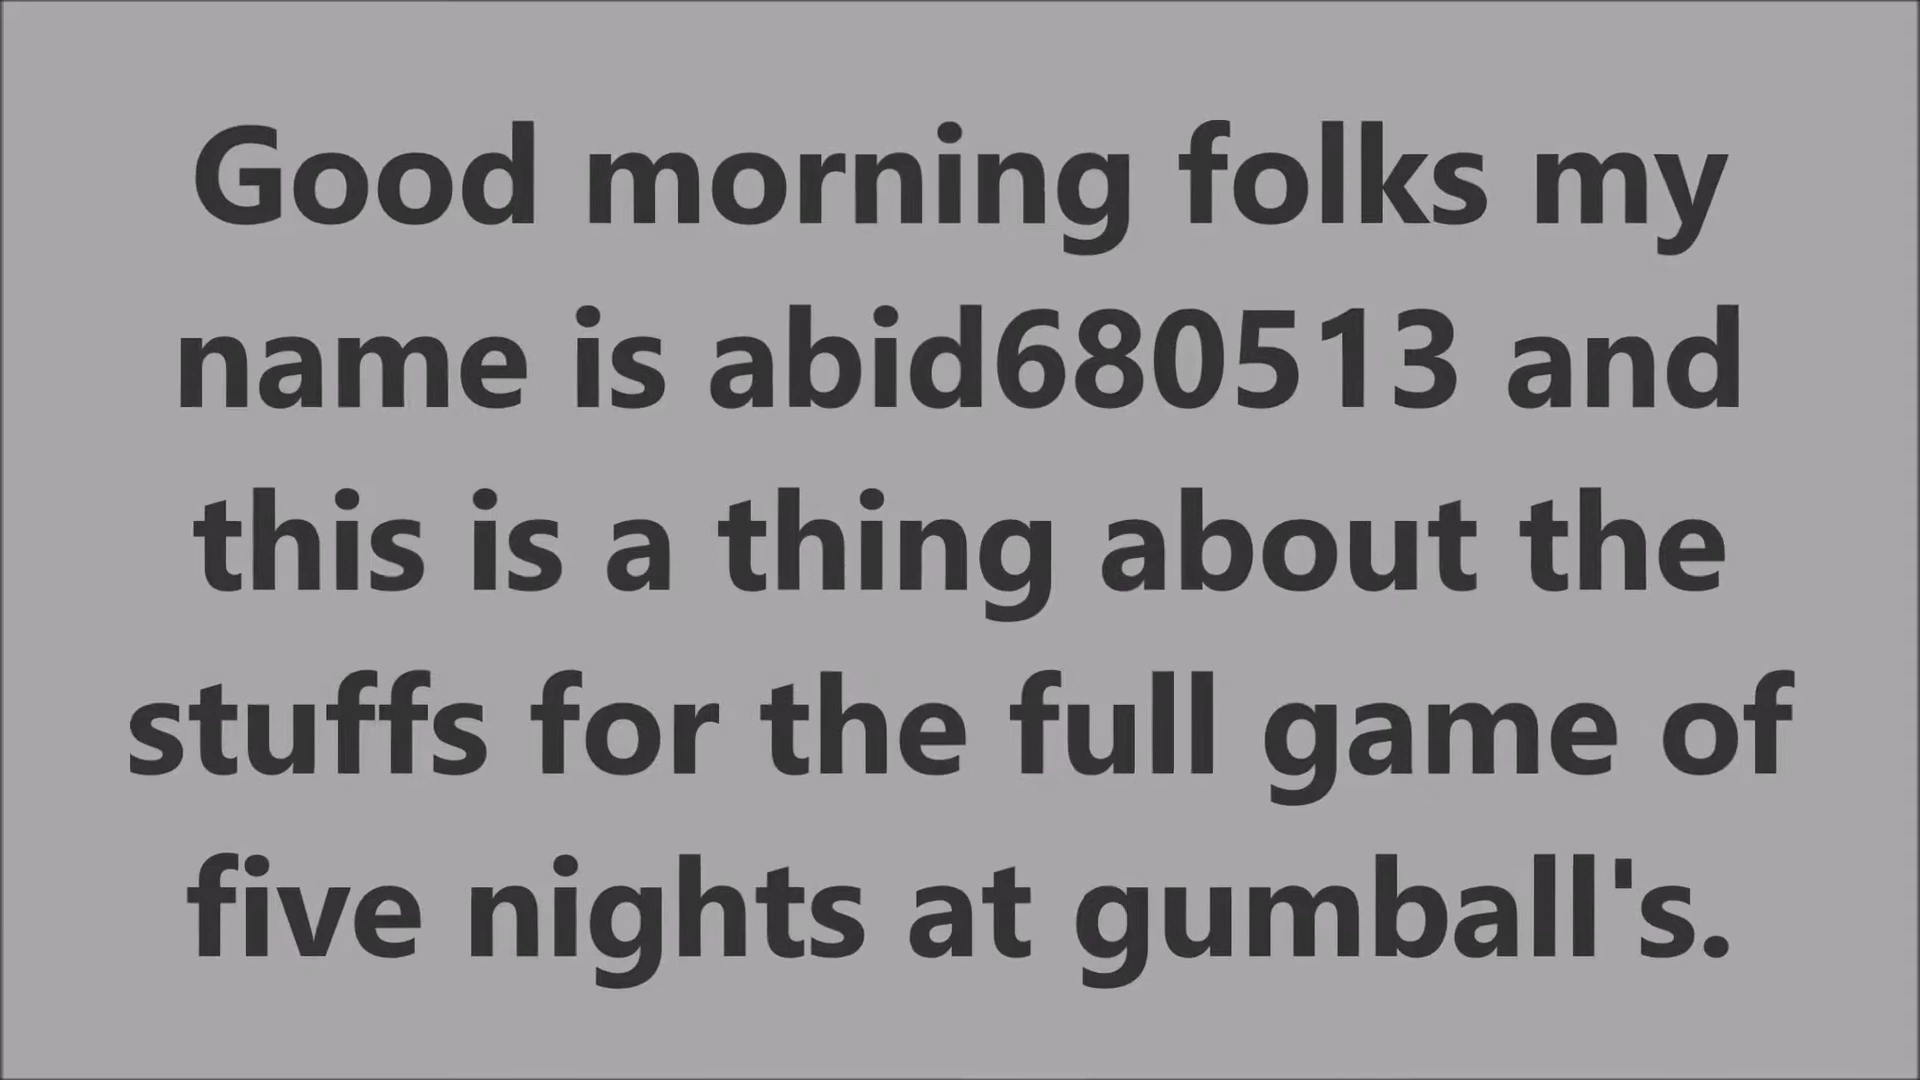 Good morning folks my
name is abid680513 and
this is a thing about the
stuffs for the full game of
five nights at gumball's.